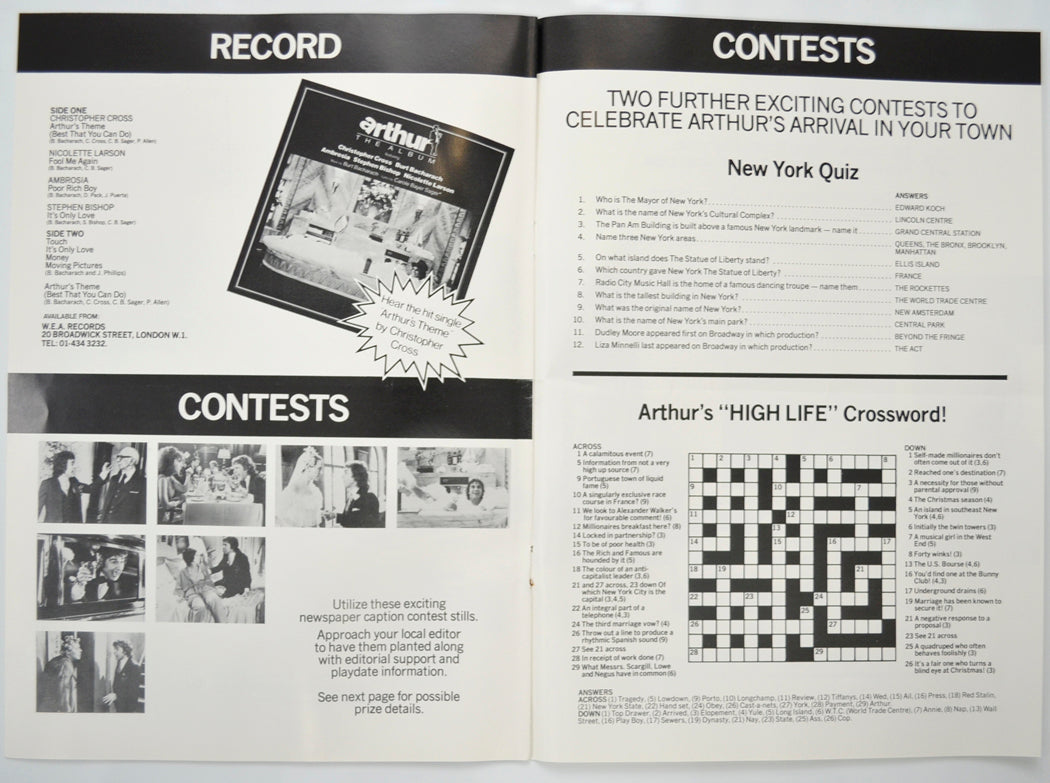 RECORD
SIDE ONE
CHRISTOPHER CROSS
Arthur's Theme
(Best That You Can Do)
(B. Bacharach, C. Cross, C. B. Sager, P. Allen)
NICOLETTE LARSON
Fool Me Again
(B. Bacharach, C. B. Sager)
AMBROSIA
Poor Rich Boy
(B. Bacharach, D. Pack, J. Puerta)
STEPHEN BISHOP
It's Only Love
(B. Bacharach, S. Bishop, C. B. Sager)
SIDE TWO
Touch
It's Only Love
Money
Moving Pictures
(B. Bacharach and J. Phillips)
Arthur's Theme
(Best That You Can Do)
(B. Bacharach, C. Cross, C. B. Sager, P. Allen)
AVAILABLE FROM:
W.E.A. RECORDS
20 BROADWICK STREET, LONDON W.1.
TEL: 01-434 3232.
arthur
THE ALBUM
Christopher Cross Burt Bacharach
Ambrosia Stephen Bishop Nicolette Larson
Burt Bacharach Carole Bayer Sager
Hear the hit single
"Arthur's Theme"
by Christopher
Cross
CONTESTS
Utilize these exciting
newspaper caption contest stills.
Approach your local editor
to have them planted along
with editorial support and
playdate information.
See next page for possible
prize details.
CONTESTS
TWO FURTHER EXCITING CONTESTS TO
CELEBRATE ARTHUR'S ARRIVAL IN YOUR TOWN
New York Quiz
ANSWERS
1. Who is The Mayor of New York? EDWARD KOCH
2. What is the name of New York's Cultural Complex? LINCOLN CENTRE
3. The Pan Am Building is built above a famous New York landmark — name it GRAND CENTRAL STATION
4. Name three New York areas. QUEENS, THE BRONX, BROOKLYN,
MANHATTAN
5. On what island does The Statue of Liberty stand? ELLIS ISLAND
6. Which country gave New York The Statue of Liberty? FRANCE
7. Radio City Music Hall is the home of a famous dancing troupe — name them THE ROCKETTES
8. What is the tallest building in New York? THE WORLD TRADE CENTRE
9. What was the original name of New York? NEW AMSTERDAM
10. What is the name of New York's main park? CENTRAL PARK
11. Dudley Moore appeared first on Broadway in which production? BEYOND THE FRINGE
12. Liza Minnelli last appeared on Broadway in which production? THE ACT
Arthur's "HIGH LIFE" Crossword!
ACROSS
1 A calamitous event (7)
5 Information from not a very
high up source (7)
9 Portuguese town of liquid
fame (5)
10 A singularly exclusive race
course in France? (9)
11 We look to Alexander Walker's
for favourable comment! (6)
12 Millionaires breakfast here? (8)
14 Locked in partnership? (3)
15 To be of poor health (3)
16 The Rich and Famous are
hounded by it (5)
18 The colour of an anti-
capitalist leader (3,6)
21 and 27 across, 23 down Of
which New York City is the
capital (3,4,5)
22 An integral part of a
telephone (4,3)
24 The third marriage vow? (4)
26 Throw out a line to produce a
rhythmic Spanish sound (9)
27 See 21 across
28 In receipt of work done (7)
29 What Messrs. Scargill, Lowe
and Negus have in common (6)
1 2 3 4 5 6 8
9 10 7
11 12
13
14 15 16 17
18 19 21
22 23 24
25
26 27
28 29
DOWN
1 Self-made millionaires don't
often come out of it (3,6)
2 Reached one's destination (7)
3 A necessity for those without
parental approval (9)
4 The Christmas season (4)
5 An island in southeast New
York (4,6)
6 Initially the twin towers (3)
7 A musical girl in the West
End (5)
8 Forty winks! (3)
13 The U.S. Bourse (4,6)
16 You'd find one at the Bunny
Club! (4,3)
17 Underground drains (6)
19 Marriage has been known to
secure it! (7)
21 A negative response to a
proposal (3)
23 See 21 across
25 A quadruped who often
behaves foolishly (3)
26 It's a fair one who turns a
blind eye at Christmas! (3)
ANSWERS
ACROSS (1) Tragedy, (5) Lowdown, (9) Porto, (10) Longchamp, (11) Review, (12) Tiffanys, (14) Wed, (15) Ail, (16) Press, (18) Red Stalin,
(21) New York State, (22) Hand set, (24) Obey, (26) Cast-a-nets, (27) York, (28) Payment, (29) Arthur.
DOWN (1) Top Drawer, (2) Arrived, (3) Elopement, (4) Yule, (5) Long Island, (6) W.T.C. (World Trade Centre), (7) Annie, (8) Nap, (13) Wall
Street, (16) Play Boy, (17) Sewers, (19) Dynasty, (21) Nay, (23) State, (25) Ass, (26) Cop.